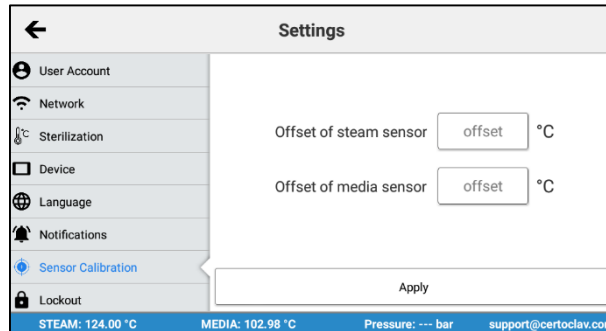 Settings
User Account
Network
°C
Sterilization
Device
Language
Notifications
Sensor Calibration
Lockout
Offset of steam sensor offset °C
Offset of media sensor offset °C
Apply
STEAM: 124.00 °C MEDIA: 102.98 °C Pressure: --- bar support@certoclav.com